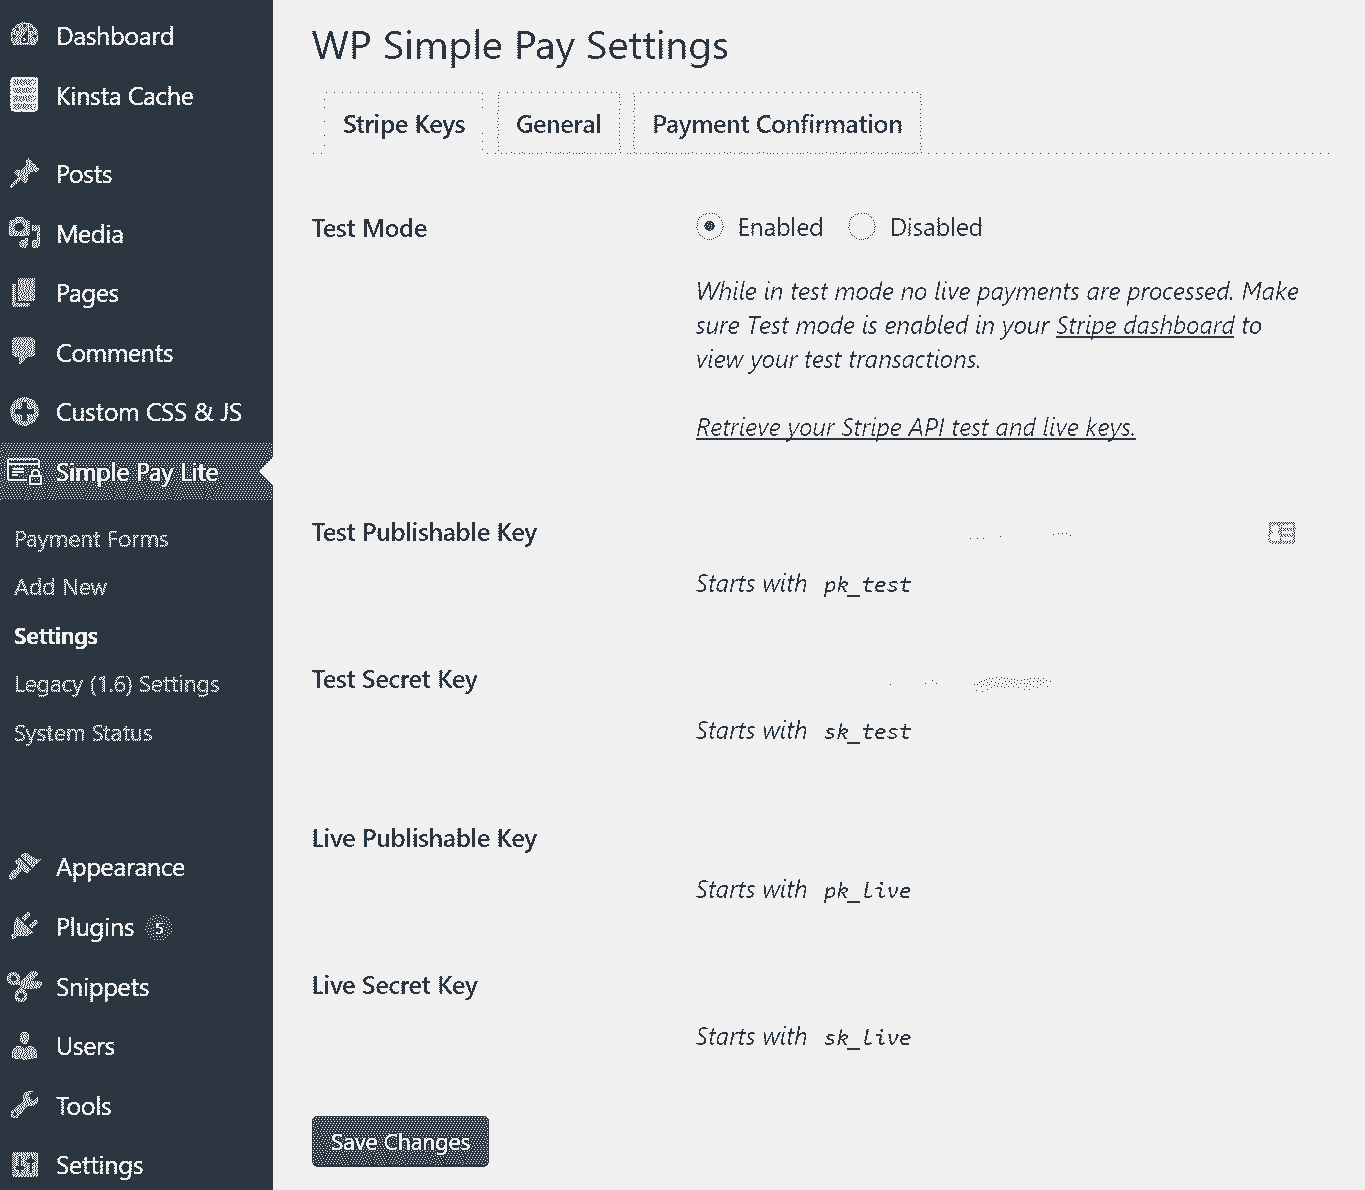 Dashboard
Kinsta Cache
Posts
Media
Pages
Comments
Custom CSS & JS
Simple Pay Lite
Payment Forms
Add New
Settings
Legacy (1.6) Settings
System Status
Appearance
Plugins 5
Snippets
Users
Tools
Settings
WP Simple Pay Settings
Stripe Keys General Payment Confirmation
Test Mode Enabled Disabled
While in test mode no live payments are processed. Make
sure Test mode is enabled in your Stripe dashboard to
view your test transactions.
Retrieve your Stripe API test and live keys.
Test Publishable Key
Starts with pk_test
Test Secret Key
Starts with sk_test
Live Publishable Key
Starts with pk_live
Live Secret Key
Starts with sk_live
Save Changes